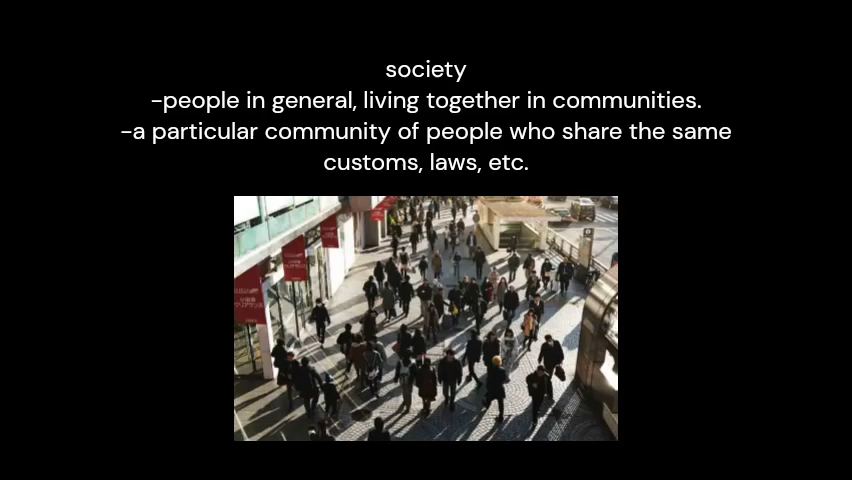 society
-people in general, living together in communities.
-a particular community of people who share the same
customs, laws, etc.